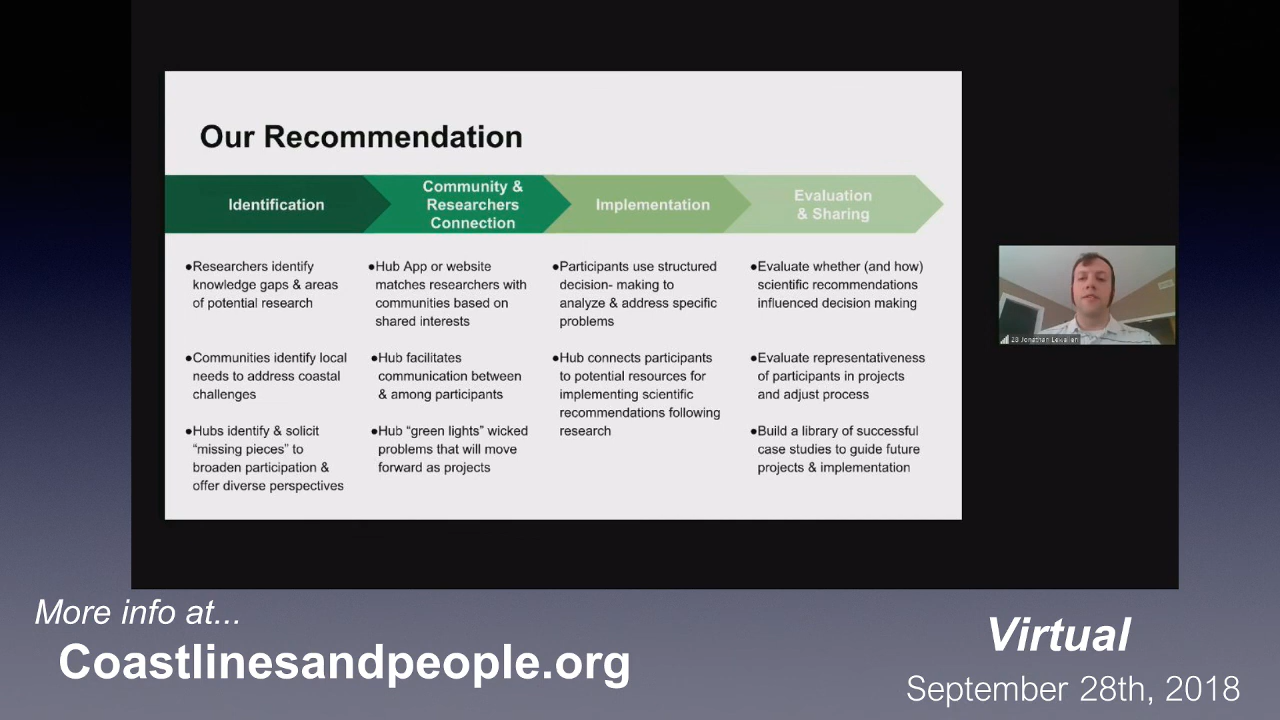 Our Recommendation
Identification
Community &
Researchers
Connection
Implementation
Evaluation
& Sharing
●Researchers identify
knowledge gaps & areas
of potential research
●Communities identify local
needs to address coastal
challenges
●Hubs identify & solicit
“missing pieces” to
broaden participation &
offer diverse perspectives
●Hub App or website
matches researchers with
communities based on
shared interests
●Hub facilitates
communication between
& among participants
●Hub “green lights” wicked
problems that will move
forward as projects
●Participants use structured
decision- making to
analyze & address specific
problems
●Hub connects participants
to potential resources for
implementing scientific
recommendations following
research
●Evaluate whether (and how)
scientific recommendations
influenced decision making
●Evaluate representativeness
of participants in projects
and adjust process
●Build a library of successful
case studies to guide future
projects & implementation
28 Jonathan Lewallen
More info at...
Coastlinesandpeople.org
Virtual
September 28th, 2018